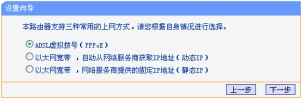 设置向导
本路由器支持三种常用的上网方式，请您根据自身情况进行选择。
ADSL虚拟拨号（PPPoE）
以太网宽带，自动从网络服务商获取IP地址（动态IP）
以太网宽带，网络服务商提供的固定IP地址（静态IP）
上一步 下一步